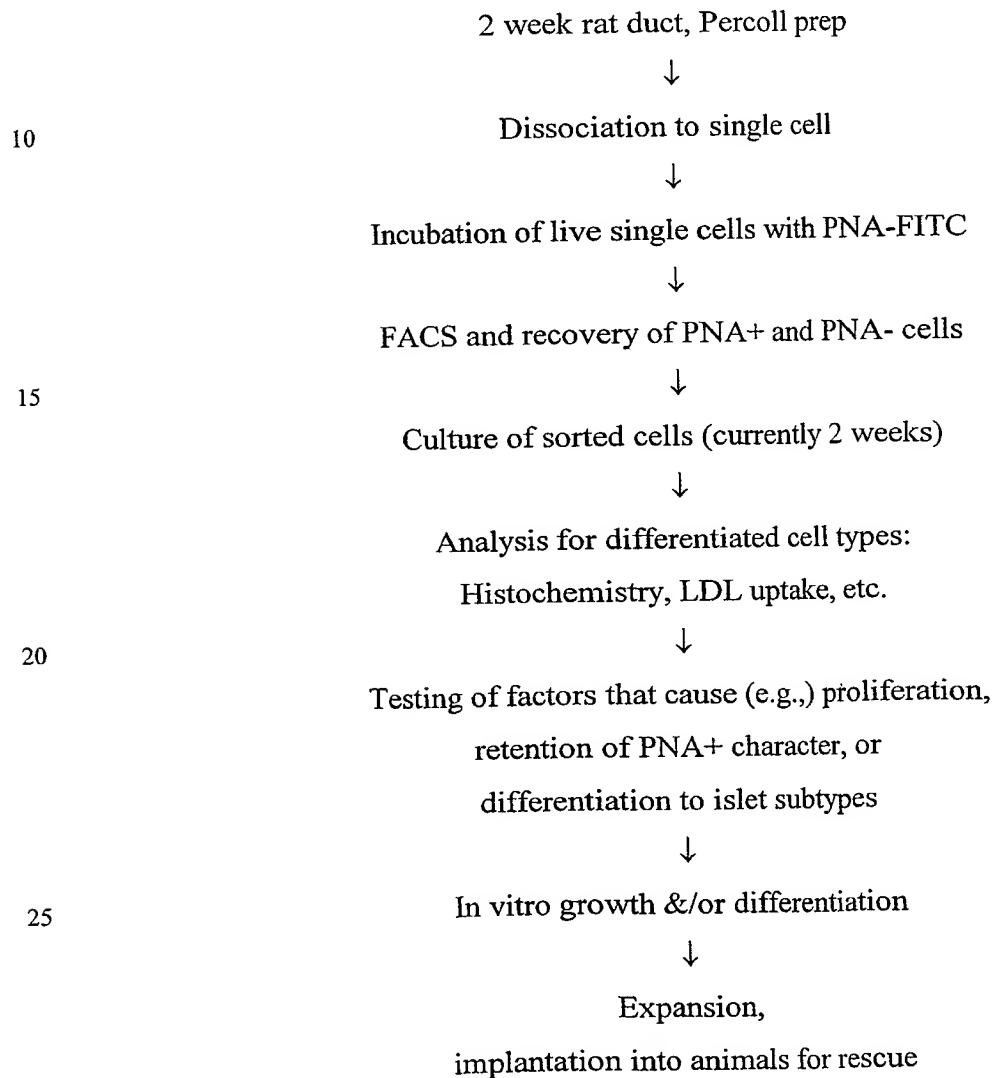 2 week rat duct, Percoll prep
↓
10
Dissociation to single cell
↓
Incubation of live single cells with PNA-FITC
↓
FACS and recovery of PNA+ and PNA- cells
15
↓
Culture of sorted cells (currently 2 weeks)
↓
Analysis for differentiated cell types:
Histochemistry, LDL uptake, etc.
20
↓
Testing of factors that cause (e.g.,) proliferation,
retention of PNA+ character, or
differentiation to islet subtypes
↓
25
In vitro growth &/or differentiation
↓
Expansion,
implantation into animals for rescue